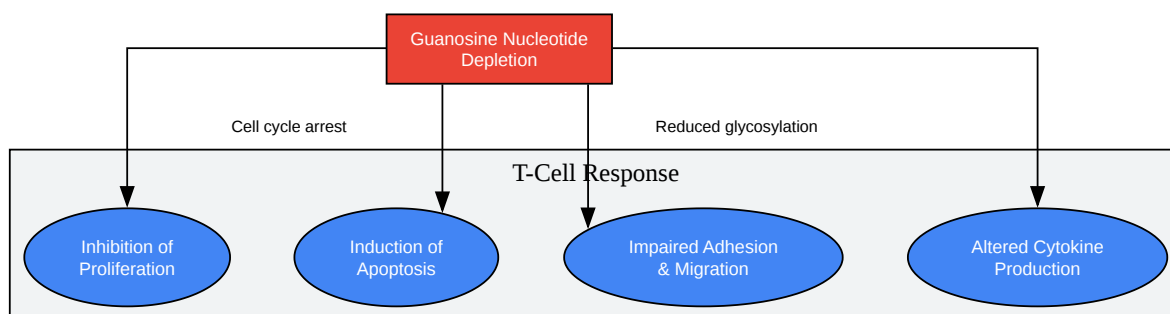 Guanosine Nucleotide
Depletion
Cell cycle arrest
Reduced glycosylation
T-Cell Response
Inhibition of
Proliferation
Induction of
Apoptosis
Impaired Adhesion
& Migration
Altered Cytokine
Production